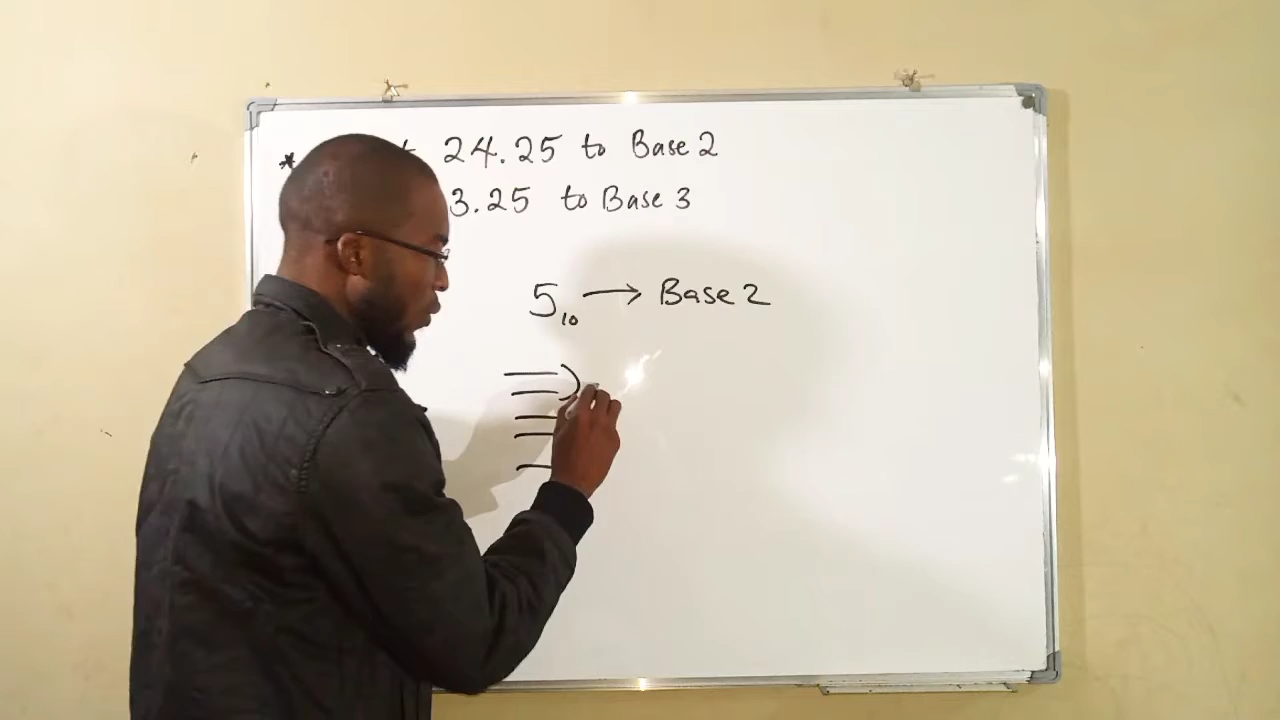 * 24.25 to Base 2
3.25 to Base 3
5₁₀ → Base 2